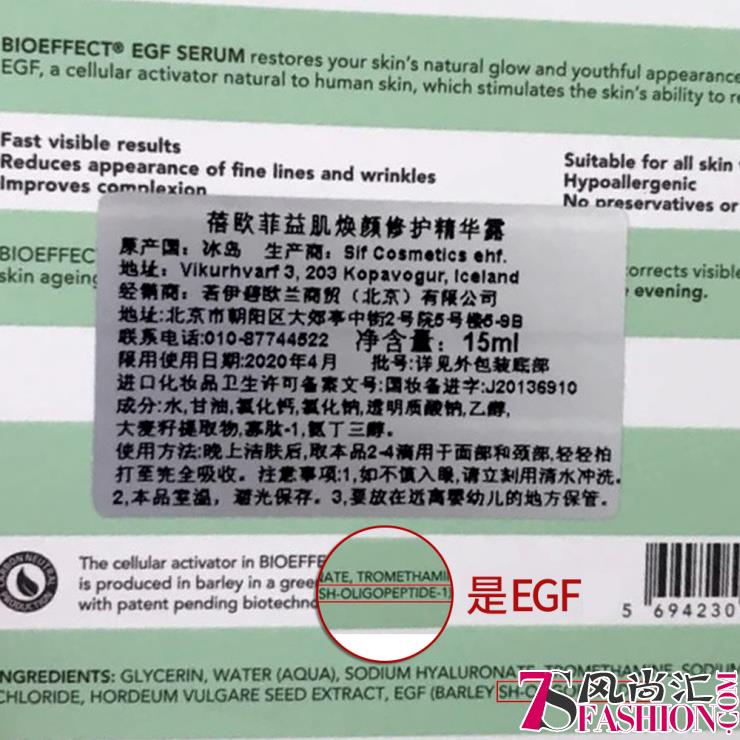 BIOEFFECT® EGF SERUM restores your skin's natural glow and youthful appearance
EGF, a cellular activator natural to human skin, which stimulates the skin's ability to
Fast visible results
Reduces appearance of fine lines and wrinkles
Improves complexion
Suitable for all skin
Hypoallergenic
No preservatives or
BIOEFFEC
skin ageing
orrects visible
evening.
蓓欧菲益肌焕颜修护精华露
原产国：冰岛 生产商：Sif Cosmetics ehf.
地址：Vikurhvarf 3, 203 Kopavogur, Iceland
经销商：若伊碧欧兰商贸（北京）有限公司
地址:北京市朝阳区大郊亭中街2号院5号楼5-9B
联系电话:010-87744522 净含量：15ml
限用使用日期:2020年4月 批号:详见外包装底部
进口化妆品卫生许可备案文号:国妆备进字:J20136910
成分:水,甘油,氯化钙,氯化钠,透明质酸钠,乙醇,
大麦籽提取物,寡肽-1,氨丁三醇.
使用方法:晚上洁肤后,取本品2-4滴用于面部和颈部,轻轻拍
打至完全吸收. 注意事项:1,如不慎入眼,请立刻用清水冲洗.
2,本品室温, 避光保存. 3,要放在远离婴幼儿的地方保管.
CARBON NEUTRAL PRODUCTION
The cellular activator in BIOEFFE
is produced in barley in a gree
with patent pending biotechno
ATE, TROMETHAMI
SH-OLIGOPEPTIDE-1)
是EGF
5 694230
INGREDIENTS: GLYCERIN, WATER (AQUA), SODIUM HYALURONATE, TROMETHAMINE, SODIUM
CHLORIDE, HORDEUM VULGARE SEED EXTRACT, EGF (BARLEY SH-O
7S风尚汇
FASHION.COM